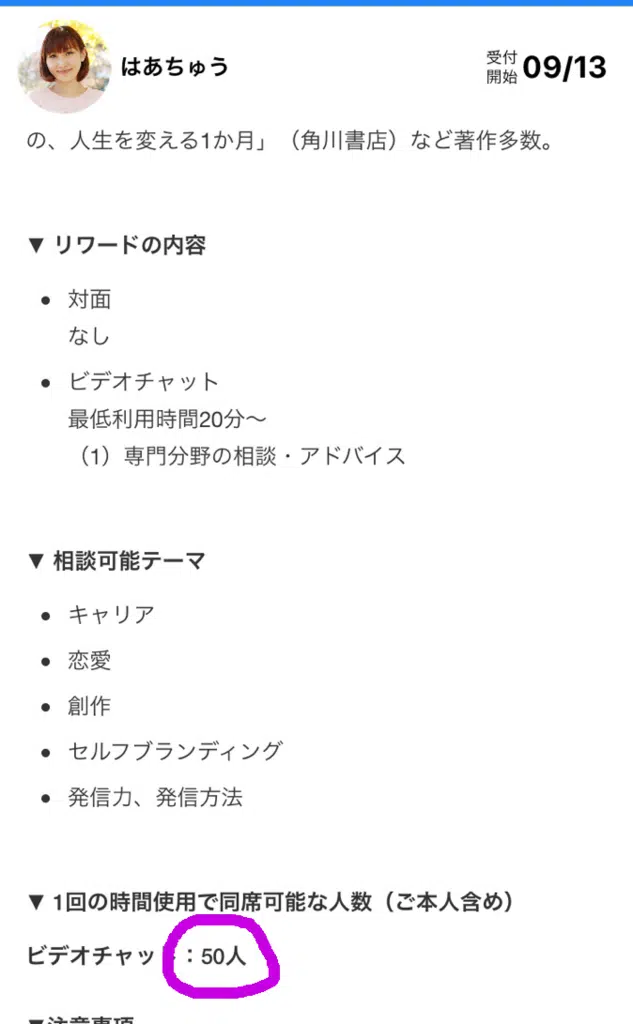 はあちゅう
受付
開始 09/13
の、人生を変える1か月」（角川書店）など著作多数。
▼ リワードの内容
• 対面
なし
• ビデオチャット
最低利用時間20分〜
（1）専門分野の相談・アドバイス
▼ 相談可能テーマ
• キャリア
• 恋愛
• 創作
• セルフブランディング
• 発信力、発信方法
▼ 1回の時間使用で同席可能な人数（ご本人含め）
ビデオチャット：50人
▼注意事項